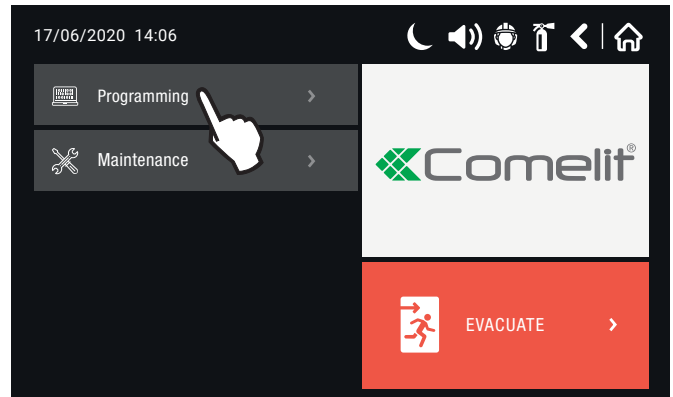 17/06/2020 14:06
Programming
Maintenance
Comelit®
EVACUATE